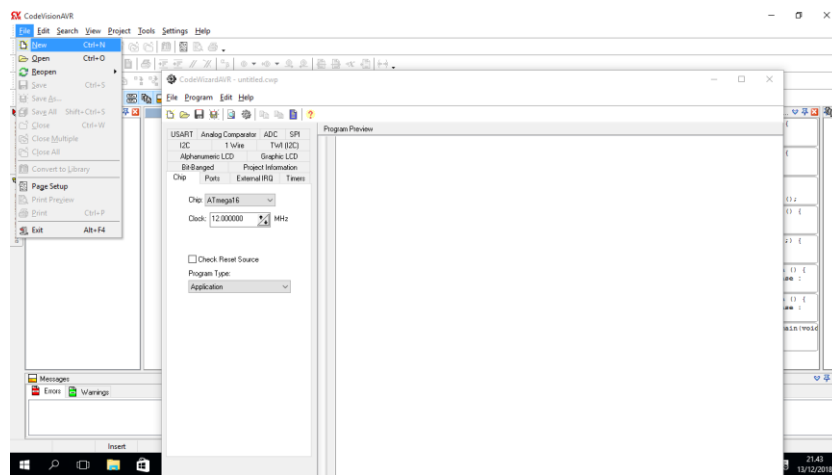 CodeVisionAVR
File Edit Search View Project Tools Settings Help
New Ctrl+N
Open Ctrl+O
Reopen
Save Ctrl+S
Save As...
Save All Shift+Ctrl+S
Close Ctrl+W
Close Multiple
Close All
Convert to Library
Page Setup
Print Preview
Print Ctrl+P
Exit Alt+F4
CodeWizardAVR - untitled.cwp
File Program Edit Help
USART Analog Comparator ADC SPI
I2C 1 Wire TWI (I2C)
Alphanumeric LCD Graphic LCD
Bit-Banged Project Information
Chip Ports External IRQ Timers
Chip: ATmega16
Clock: 12.000000 MHz
Check Reset Source
Program Type:
Application
Program Preview
{
{
();
() {
;) {
() {
() {
Messages
Errors Warnings
Insert
21.43
13/12/2018